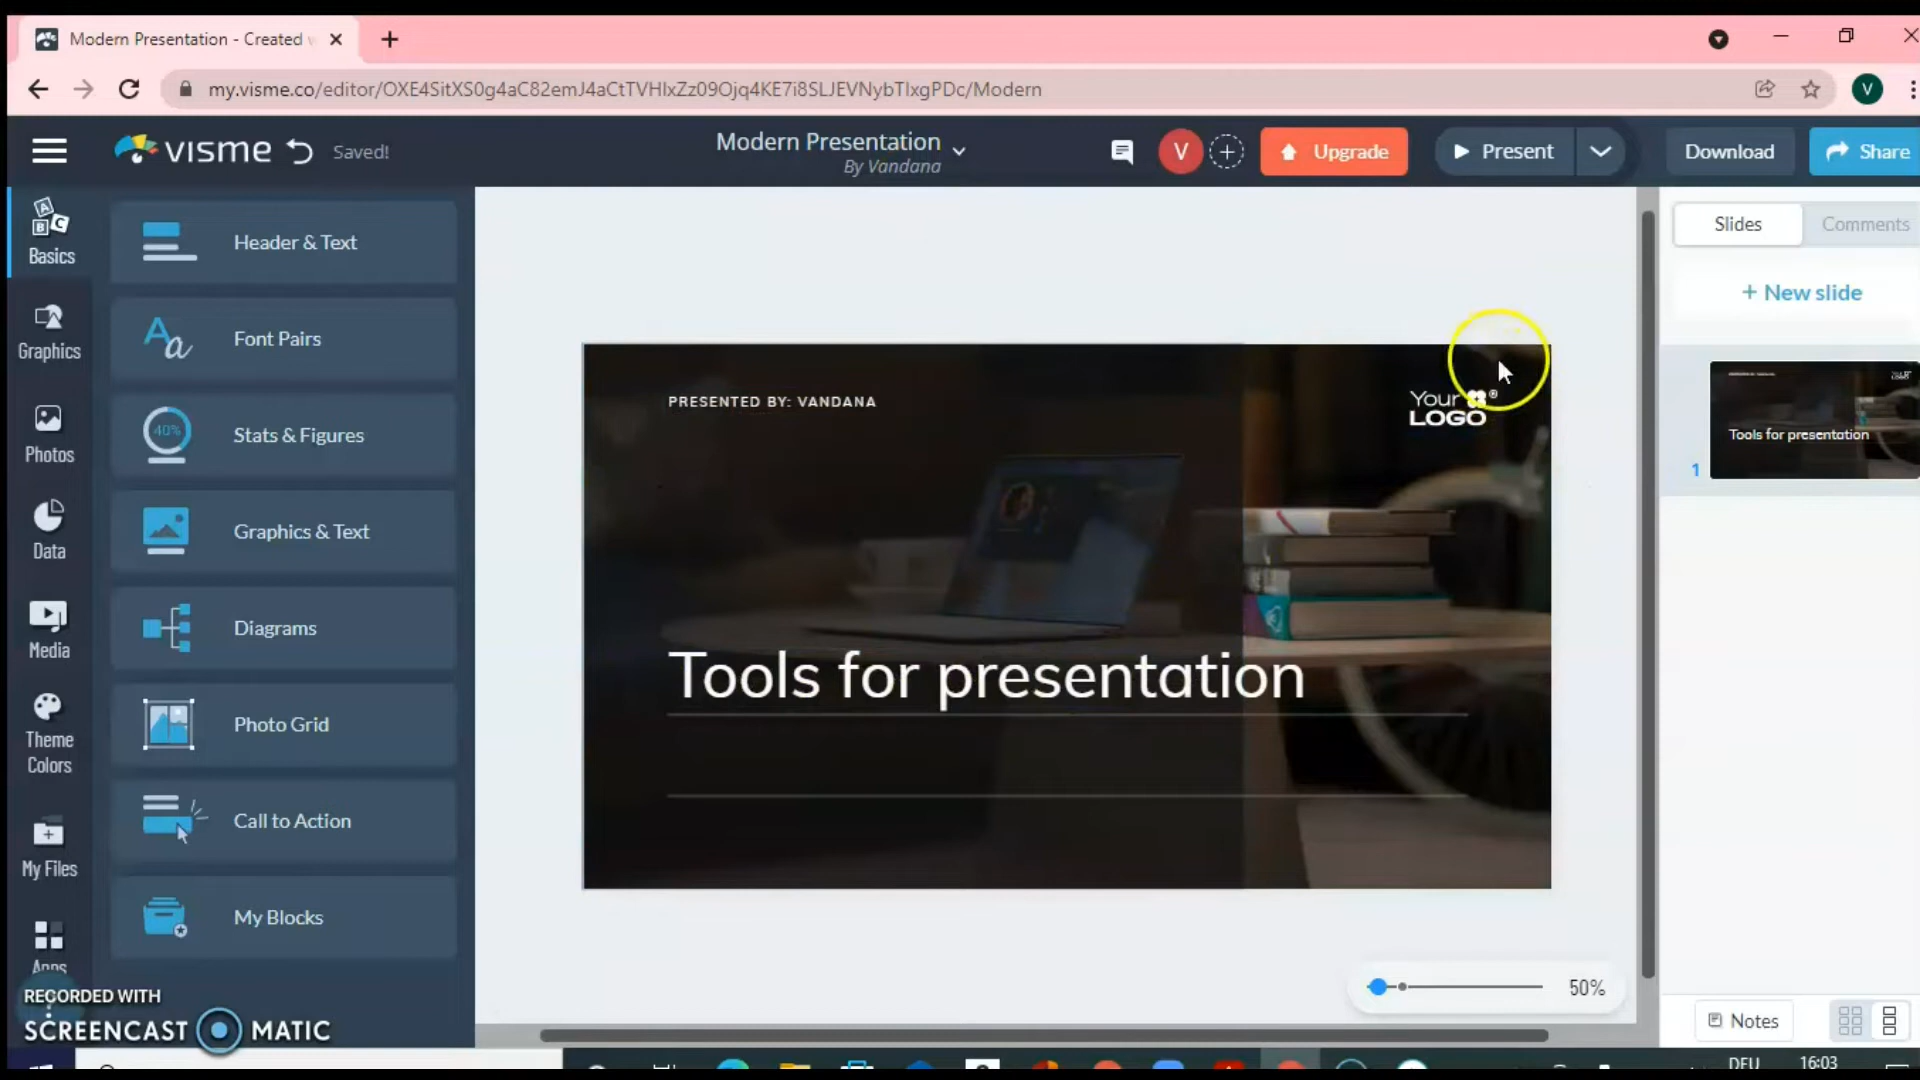 Modern Presentation - Created
my.visme.co/editor/OXE4SitXS0g4aC82emJ4aCtTVHlxZz09Ojq4KE7i8SLJEVNybTIxgPDc/Modern
V
visme
Saved!
Modern Presentation
By Vandana
V
Upgrade
Present
Download
Share
Basics
Graphics
Photos
Data
Media
Theme
Colors
My Files
Apps
Header & Text
Font Pairs
40%
Stats & Figures
Graphics & Text
Diagrams
Photo Grid
Call to Action
My Blocks
PRESENTED BY: VANDANA
Your
LOGO
Tools for presentation
50%
Slides
Comments
+ New slide
Tools for presentation
1
Notes
RECORDED WITH
SCREENCAST MATIC
DEU
16:03